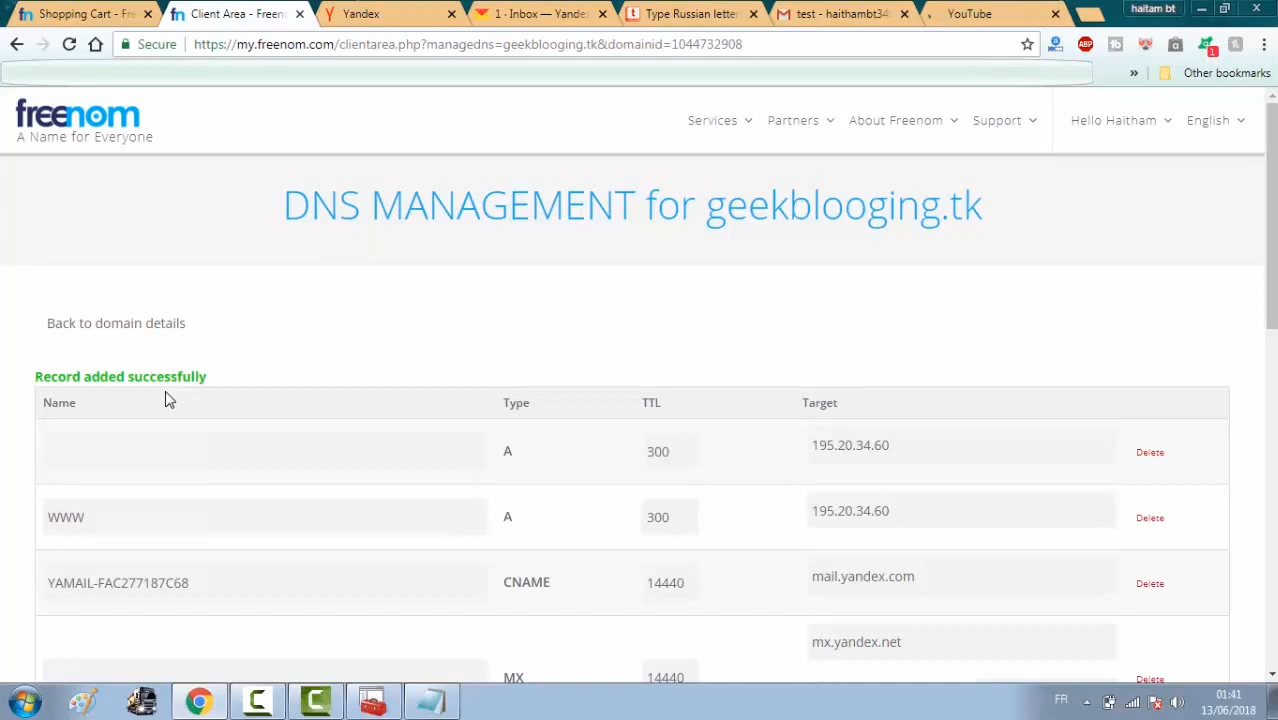 Shopping Cart - Fr
Client Area - Freen
Yandex
1 · Inbox — Yande
Type Russian letter
test - haithambt34
YouTube
haitam bt
Secure
https://my.freenom.com/clientarea.php?managedns=geekblooging.tk&domainid=1044732908
ABP
1
» Other bookmarks
freenom
A Name for Everyone
Services
Partners
About Freenom
Support
Hello Haitham
English
DNS MANAGEMENT for geekblooging.tk
Back to domain details
Record added successfully
Name Type TTL Target
A 300 195.20.34.60 Delete
WWW A 300 195.20.34.60 Delete
YAMAIL-FAC277187C68 CNAME 14440 mail.yandex.com Delete
mx.yandex.net
MX 14440 Delete
FR
01:41
13/06/2018